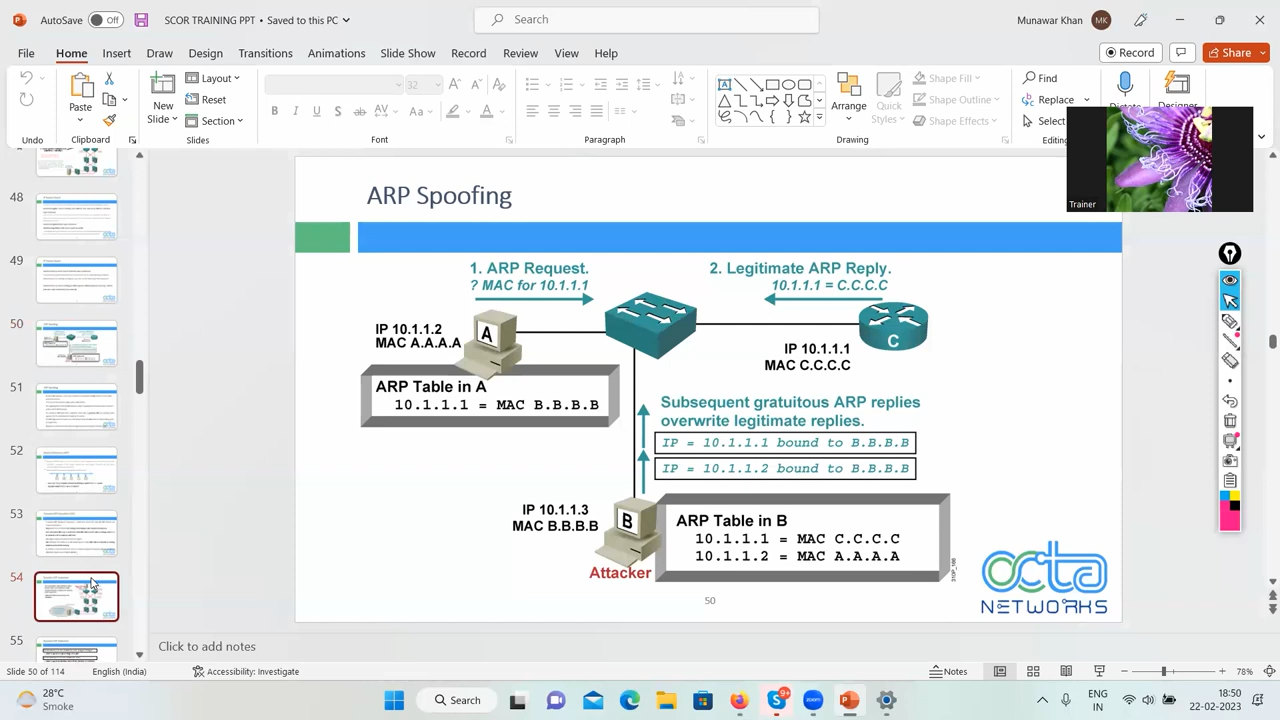 AutoSave Off SCOR TRAINING PPT • Saved to this PC Search Munawar Khan MK
File Home Insert Draw Design Transitions Animations Slide Show Record Review View Help Record Share
Paste New Slide Layout Reset Section 32 Find Replace Select
Arrange Quick Styles Shape Fill Shape Outline Shape Effects Designer
Undo Clipboard Slides Font Paragraph Drawing
Trainer
48
49
50
51
52
53
54
55
ARP Spoofing
1. ARP Request.
? MAC for 10.1.1.1
2. Legitimate ARP Reply.
10.1.1.1 = C.C.C.C
IP 10.1.1.2
MAC A.A.A.A
A
C
IP 10.1.1.1
MAC C.C.C.C
ARP Table in A
10.1.1.1 = MAC B.B.B.B
Subsequent gratuitous ARP replies
overwrite legitimate replies.
IP = 10.1.1.1 bound to B.B.B.B
IP = 10.1.1.2 bound to B.B.B.B
IP 10.1.1.3
MAC B.B.B.B
B
Attacker
ARP Table in B
10.1.1.1 = MAC C.C.C.C
10.1.1.2 = MAC A.A.A.A
octa
NETWORKS
50
Click to add notes
Slide 50 of 114 English (India) Accessibility: Investigate Notes 78%
28°C
Smoke
Search
9+
ENG
IN
18:50
22-02-2023